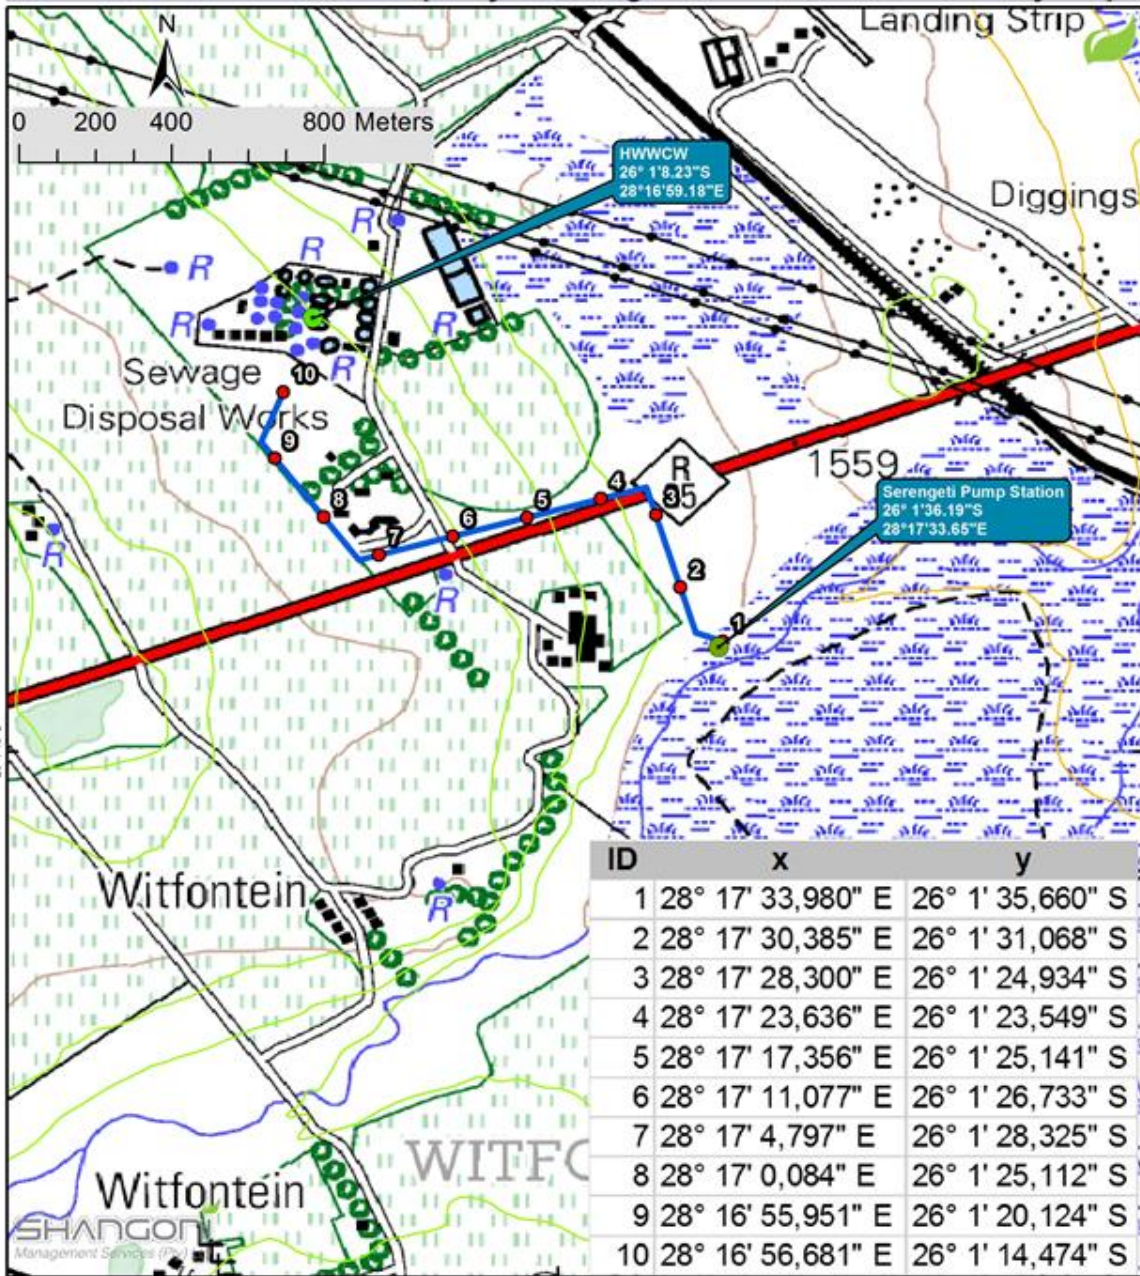 Landing Strip
N
0 200 400 800 Meters
HWWCW
26° 1'8.23"S
28°16'59.18"E
Diggings
R
R
R
R
R
R
Sewage
Disposal Works
10
9
8
7
6
5
4
3
2
1
R
1559
Serengeti Pump Station
26° 1'36.19"S
28°17'33.65"E
R
R
Witfontein
R
WITFO
Witfontein
SHANGONI
Management Services (Pty)
ID x y
1 28° 17' 33,980" E 26° 1' 35,660" S
2 28° 17' 30,385" E 26° 1' 31,068" S
3 28° 17' 28,300" E 26° 1' 24,934" S
4 28° 17' 23,636" E 26° 1' 23,549" S
5 28° 17' 17,356" E 26° 1' 25,141" S
6 28° 17' 11,077" E 26° 1' 26,733" S
7 28° 17' 4,797" E 26° 1' 28,325" S
8 28° 17' 0,084" E 26° 1' 25,112" S
9 28° 16' 55,951" E 26° 1' 20,124" S
10 28° 16' 56,681" E 26° 1' 14,474" S